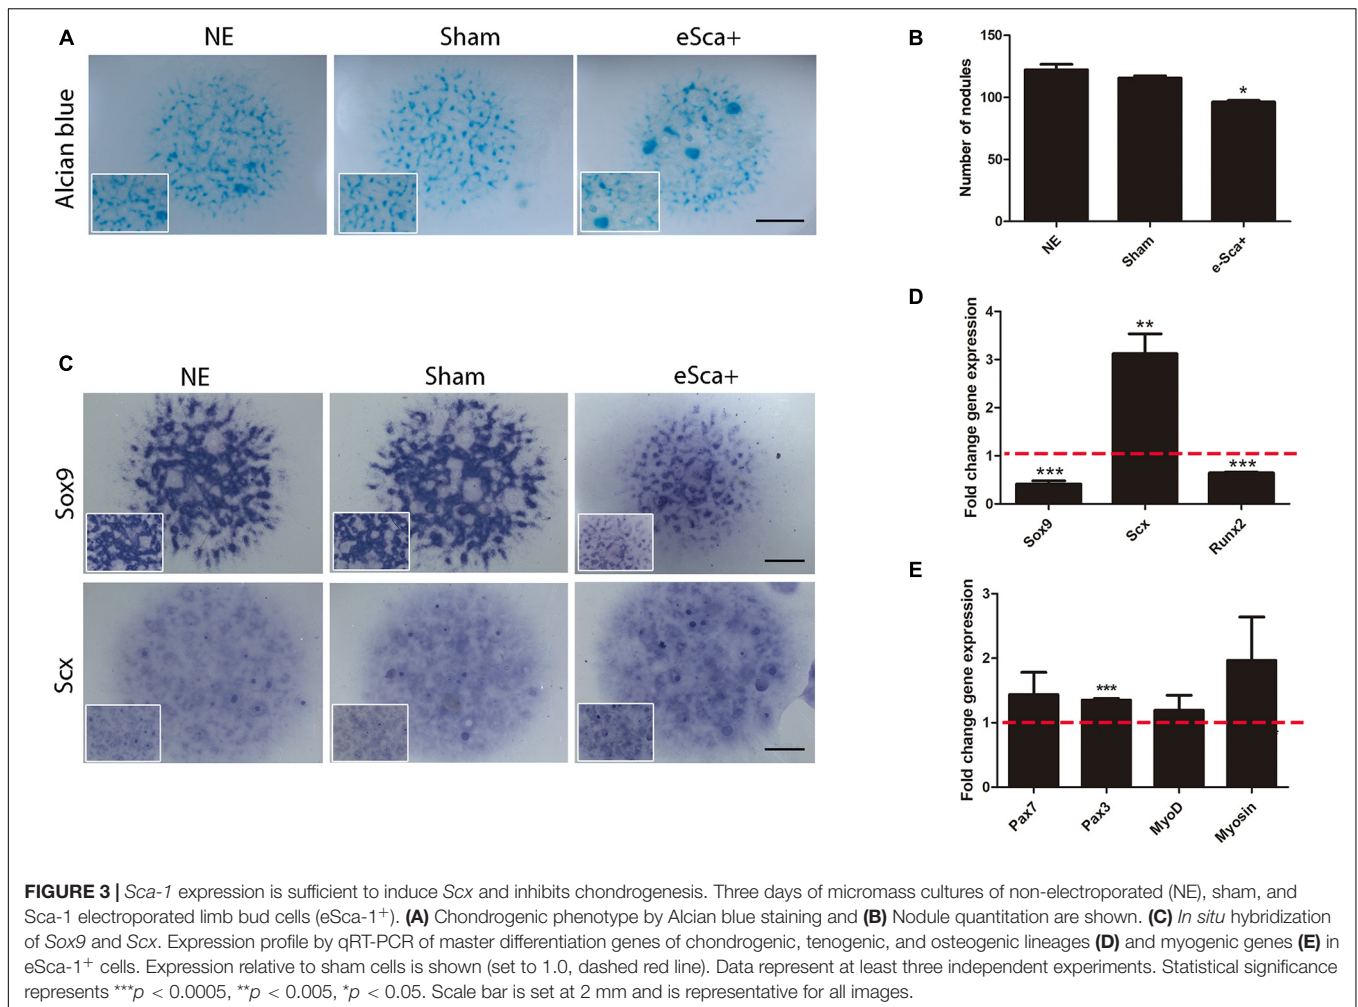 A
NE
Sham
eSca+
Alcian blue
B
Number of nodules
150
100
50
0
*
NE
Sham
e-Sca+
C
NE
Sham
eSca+
Sox9
Scx
D
Fold change gene expression
4
3
2
1
0
***
**
***
Sox9
Scx
Runx2
E
Fold change gene expression
3
2
1
0
***
Pax7
Pax3
MyoD
Myosin
FIGURE 3 | Sca-1 expression is sufficient to induce Scx and inhibits chondrogenesis. Three days of micromass cultures of non-electroporated (NE), sham, and
Sca-1 electroporated limb bud cells (eSca-1⁺). (A) Chondrogenic phenotype by Alcian blue staining and (B) Nodule quantitation are shown. (C) In situ hybridization
of Sox9 and Scx. Expression profile by qRT-PCR of master differentiation genes of chondrogenic, tenogenic, and osteogenic lineages (D) and myogenic genes (E) in
eSca-1⁺ cells. Expression relative to sham cells is shown (set to 1.0, dashed red line). Data represent at least three independent experiments. Statistical significance
represents ***p < 0.0005, **p < 0.005, *p < 0.05. Scale bar is set at 2 mm and is representative for all images.